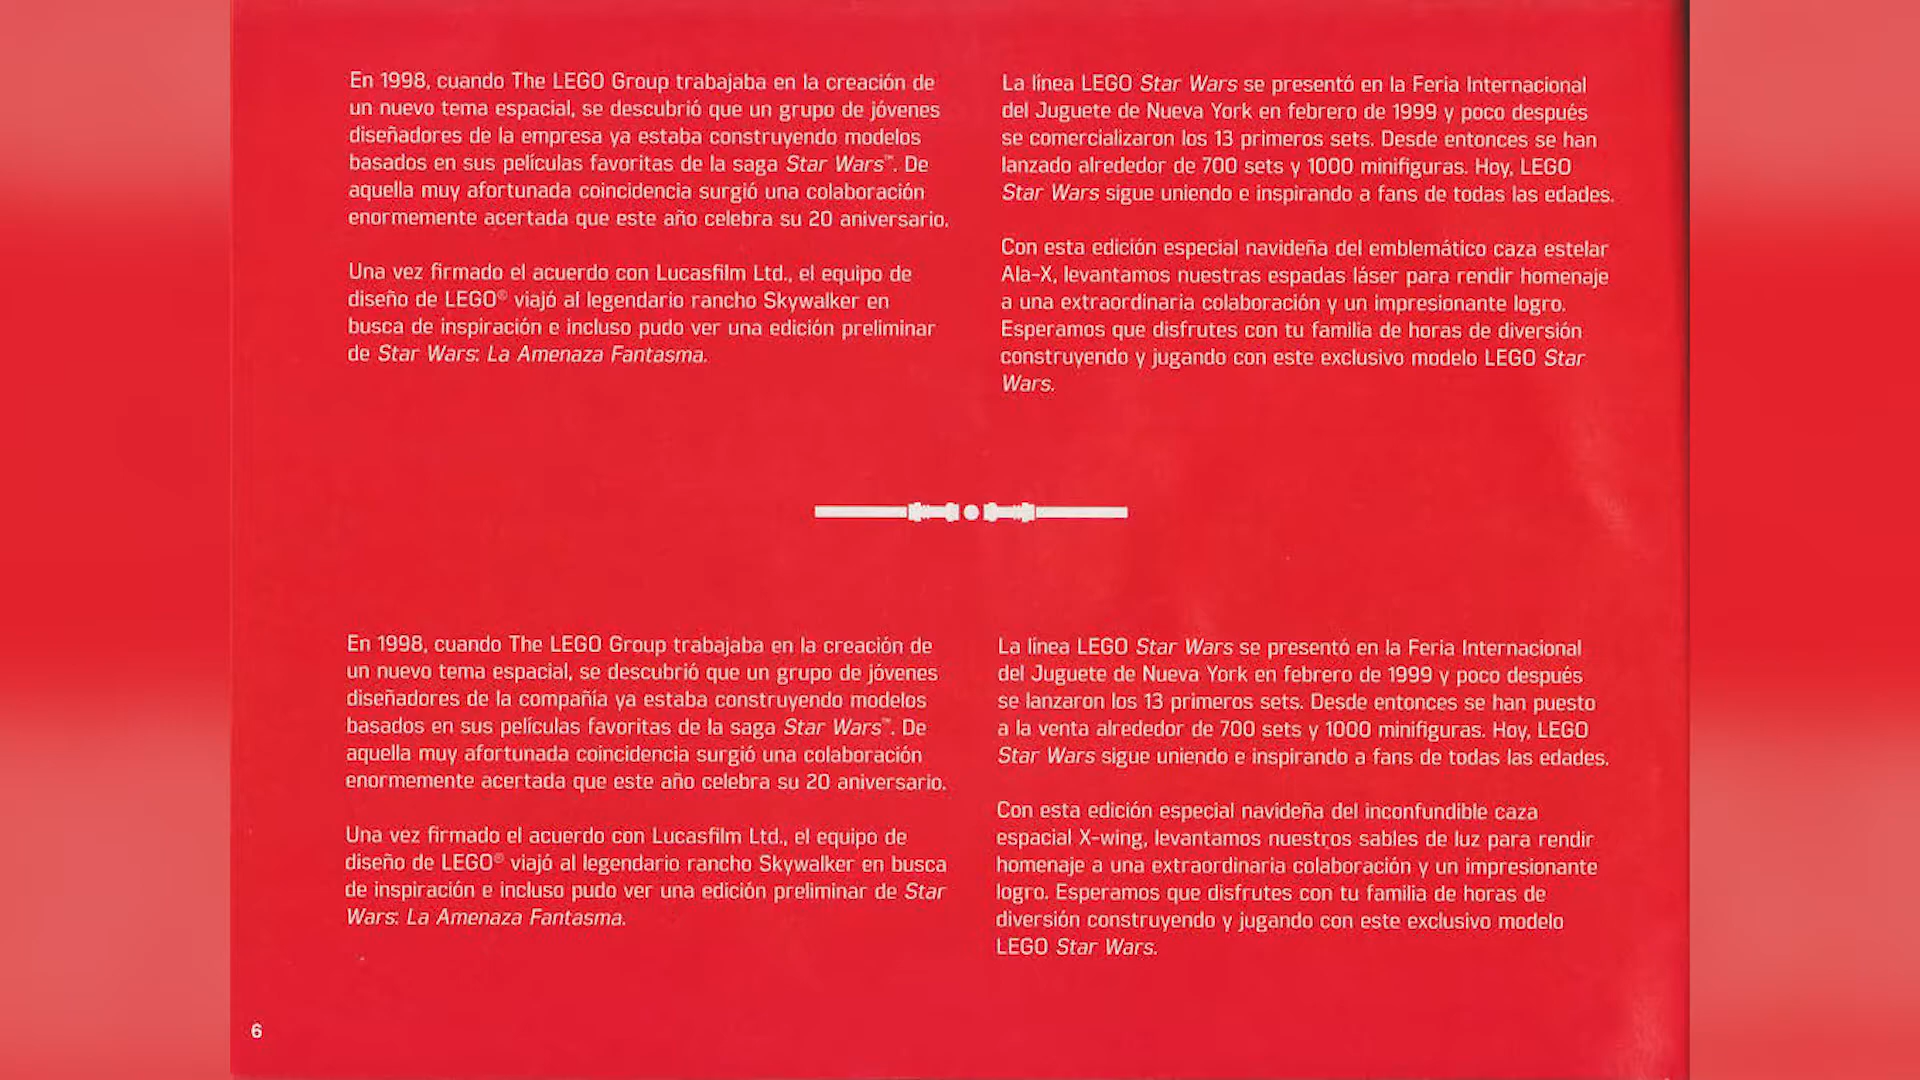 En 1998, cuando The LEGO Group trabajaba en la creación de
un nuevo tema espacial, se descubrió que un grupo de jóvenes
diseñadores de la empresa ya estaba construyendo modelos
basados en sus películas favoritas de la saga Star Wars™. De
aquella muy afortunada coincidencia surgió una colaboración
enormemente acertada que este año celebra su 20 aniversario.
Una vez firmado el acuerdo con Lucasfilm Ltd., el equipo de
diseño de LEGO® viajó al legendario rancho Skywalker en
busca de inspiración e incluso pudo ver una edición preliminar
de Star Wars: La Amenaza Fantasma.
La línea LEGO Star Wars se presentó en la Feria Internacional
del Juguete de Nueva York en febrero de 1999 y poco después
se comercializaron los 13 primeros sets. Desde entonces se han
lanzado alrededor de 700 sets y 1000 minifiguras. Hoy, LEGO
Star Wars sigue uniendo e inspirando a fans de todas las edades.
Con esta edición especial navideña del emblemático caza estelar
Ala-X, levantamos nuestras espadas láser para rendir homenaje
a una extraordinaria colaboración y un impresionante logro.
Esperamos que disfrutes con tu familia de horas de diversión
construyendo y jugando con este exclusivo modelo LEGO Star
Wars.
En 1998, cuando The LEGO Group trabajaba en la creación de
un nuevo tema espacial, se descubrió que un grupo de jóvenes
diseñadores de la compañía ya estaba construyendo modelos
basados en sus películas favoritas de la saga Star Wars™. De
aquella muy afortunada coincidencia surgió una colaboración
enormemente acertada que este año celebra su 20 aniversario.
Una vez firmado el acuerdo con Lucasfilm Ltd., el equipo de
diseño de LEGO® viajó al legendario rancho Skywalker en busca
de inspiración e incluso pudo ver una edición preliminar de Star
Wars: La Amenaza Fantasma.
La línea LEGO Star Wars se presentó en la Feria Internacional
del Juguete de Nueva York en febrero de 1999 y poco después
se lanzaron los 13 primeros sets. Desde entonces se han puesto
a la venta alrededor de 700 sets y 1000 minifiguras. Hoy, LEGO
Star Wars sigue uniendo e inspirando a fans de todas las edades.
Con esta edición especial navideña del inconfundible caza
espacial X-wing, levantamos nuestros sables de luz para rendir
homenaje a una extraordinaria colaboración y un impresionante
logro. Esperamos que disfrutes con tu familia de horas de
diversión construyendo y jugando con este exclusivo modelo
LEGO Star Wars.
6